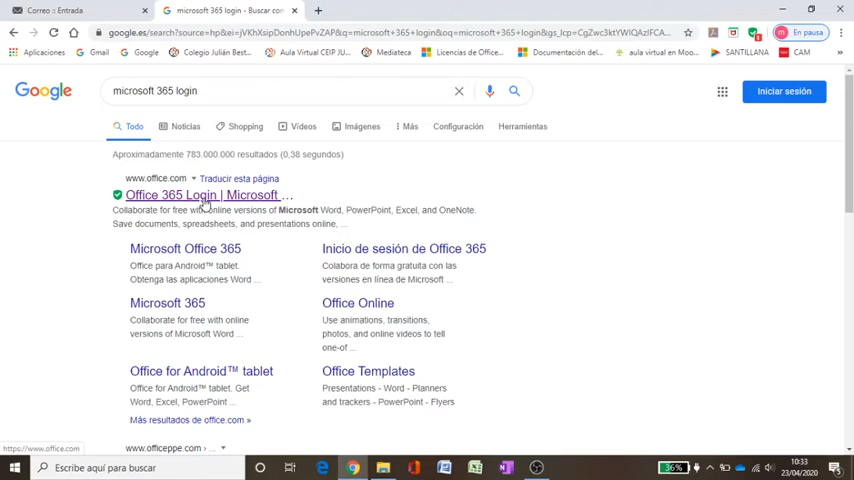 Correo :: Entrada
microsoft 365 login - Buscar con
google.es/search?source=hp&ei=jVKhXsipDonhUpePvZAP&q=microsoft+365+login&oq=microsoft+365+login&gs_lcp=
Aplicaciones Gmail Google Colegio Julián Best... Aula Virtual CEIP JU... Mediateca Licencias de Office... Documentación del... aula virtual en Moo... SANTILLANA CAM
En pausa
Google
microsoft 365 login
Iniciar sesión
Todo Noticias Shopping Vídeos Imágenes Más Configuración Herramientas
Aproximadamente 783.000.000 resultados (0,38 segundos)
www.office.com Traducir esta página
Office 365 Login | Microsoft ...
Collaborate for free with online versions of Microsoft Word, PowerPoint, Excel, and OneNote.
Save documents, spreadsheets, and presentations online, ...
Microsoft Office 365
Office para Android™ tablet.
Obtenga las aplicaciones Word ...
Inicio de sesión de Office 365
Colabora de forma gratuita con las
versiones en línea de Microsoft ...
Microsoft 365
Collaborate for free with online
versions of Microsoft Word ...
Office Online
Use animations, transitions,
photos, and online videos to tell
one-of ...
Office for Android™ tablet
Office for Android™ tablet. Get
Word, Excel, PowerPoint ...
Office Templates
Presentations - Word - Planners
and trackers - PowerPoint - Flyers
Más resultados de office.com »
www.officeppe.com › ...
https://www.office.com
Escribe aquí para buscar
36%
10:33
23/04/2020
5